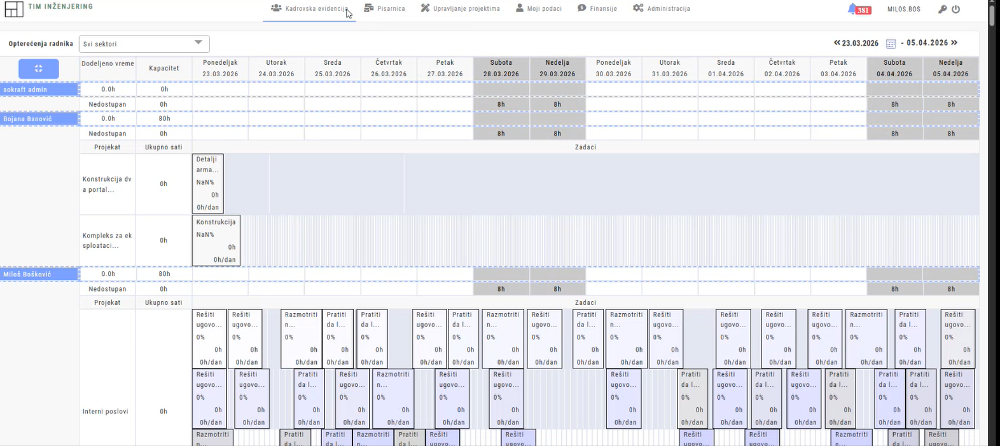 TIM INŽENJERING
Kadrovska evidencija Pisarnica Upravljanje projektima Moji podaci Finansije Administracija 381 MILOS.BOS
Opterećenja radnika Svi sektori « 23.03.2026 - 05.04.2026 »
Dodeljeno vreme Kapacitet Ponedeljak Utorak Sreda Četvrtak Petak Subota Nedelja Ponedeljak Utorak Sreda Četvrtak Petak Subota Nedelja
23.03.2026 24.03.2026 25.03.2026 26.03.2026 27.03.2026 28.03.2026 29.03.2026 30.03.2026 31.03.2026 01.04.2026 02.04.2026 03.04.2026 04.04.2026 05.04.2026
sokraft admin 0.0h 0h
Nedostupan 0h 8h 8h 8h 8h
Bojana Banović 0.0h 80h
Nedostupan 0h 8h 8h 8h 8h
Projekat Ukupno sati Zadaci
Detalji
arma...
Konstrukcija dv
a portal... 0h NaN%
0h
0h/dan
Konstrukcija
Kompleks za ek
sploataci... 0h NaN%
0h
0h/dan
Miloš Bošković 0.0h 80h
Nedostupan 0h 8h 8h 8h 8h
Projekat Ukupno sati Zadaci
Rešiti Rešiti Razmotriti Pratiti Pratiti Rešiti Pratiti Razmotriti Rešiti Pratiti Razmotriti Rešiti Rešiti Rešiti Rešiti Razmotriti Pratiti Rešiti
ugovo... ugovo... n... da l... da l... ugovo... da l... n... ugovo... da l... n... ugovo... ugovo... ugovo... ugovo... n... da l... ugovo...
0% 0% 0% 0% 0% 0% 0% 0% 0% 0% 0% 0% 0% 0% 0% 0% 0% 0%
0h 0h 0h 0h 0h 0h 0h 0h 0h 0h 0h 0h 0h 0h 0h 0h 0h 0h
0h/dan 0h/dan 0h/dan 0h/dan 0h/dan 0h/dan 0h/dan 0h/dan 0h/dan 0h/dan 0h/dan 0h/dan 0h/dan 0h/dan 0h/dan 0h/dan 0h/dan 0h/dan
Rešiti Rešiti Pratiti Rešiti Razmotriti Rešiti Rešiti Rešiti Pratiti Rešiti Pratiti Rešiti Pratiti Pratiti Pratiti Rešiti
ugovo... ugovo... da l... ugovo... n... ugovo... ugovo... ugovo... da l... ugovo... da l... ugovo... da l... da l... da l... ugovo...
0% 0% 0% 0% 0% 0% 0% 0% 0% 0% 0% 0% 0% 0% 0% 0%
Interni poslovi 0h 0h 0h 0h 0h 0h 0h 0h 0h 0h 0h 0h 0h 0h 0h 0h 0h
0h/dan 0h/dan 0h/dan 0h/dan 0h/dan 0h/dan 0h/dan 0h/dan 0h/dan 0h/dan 0h/dan 0h/dan 0h/dan 0h/dan 0h/dan 0h/dan
Razmotriti Pratiti Pratiti Razmotriti Pratiti Rešiti Rešiti Rešiti Rešiti Razmotriti Pratiti Rešiti
n... da l... da l... n... da l... ugovo... ugovo... ugovo... ugovo... n... da l... ugovo...